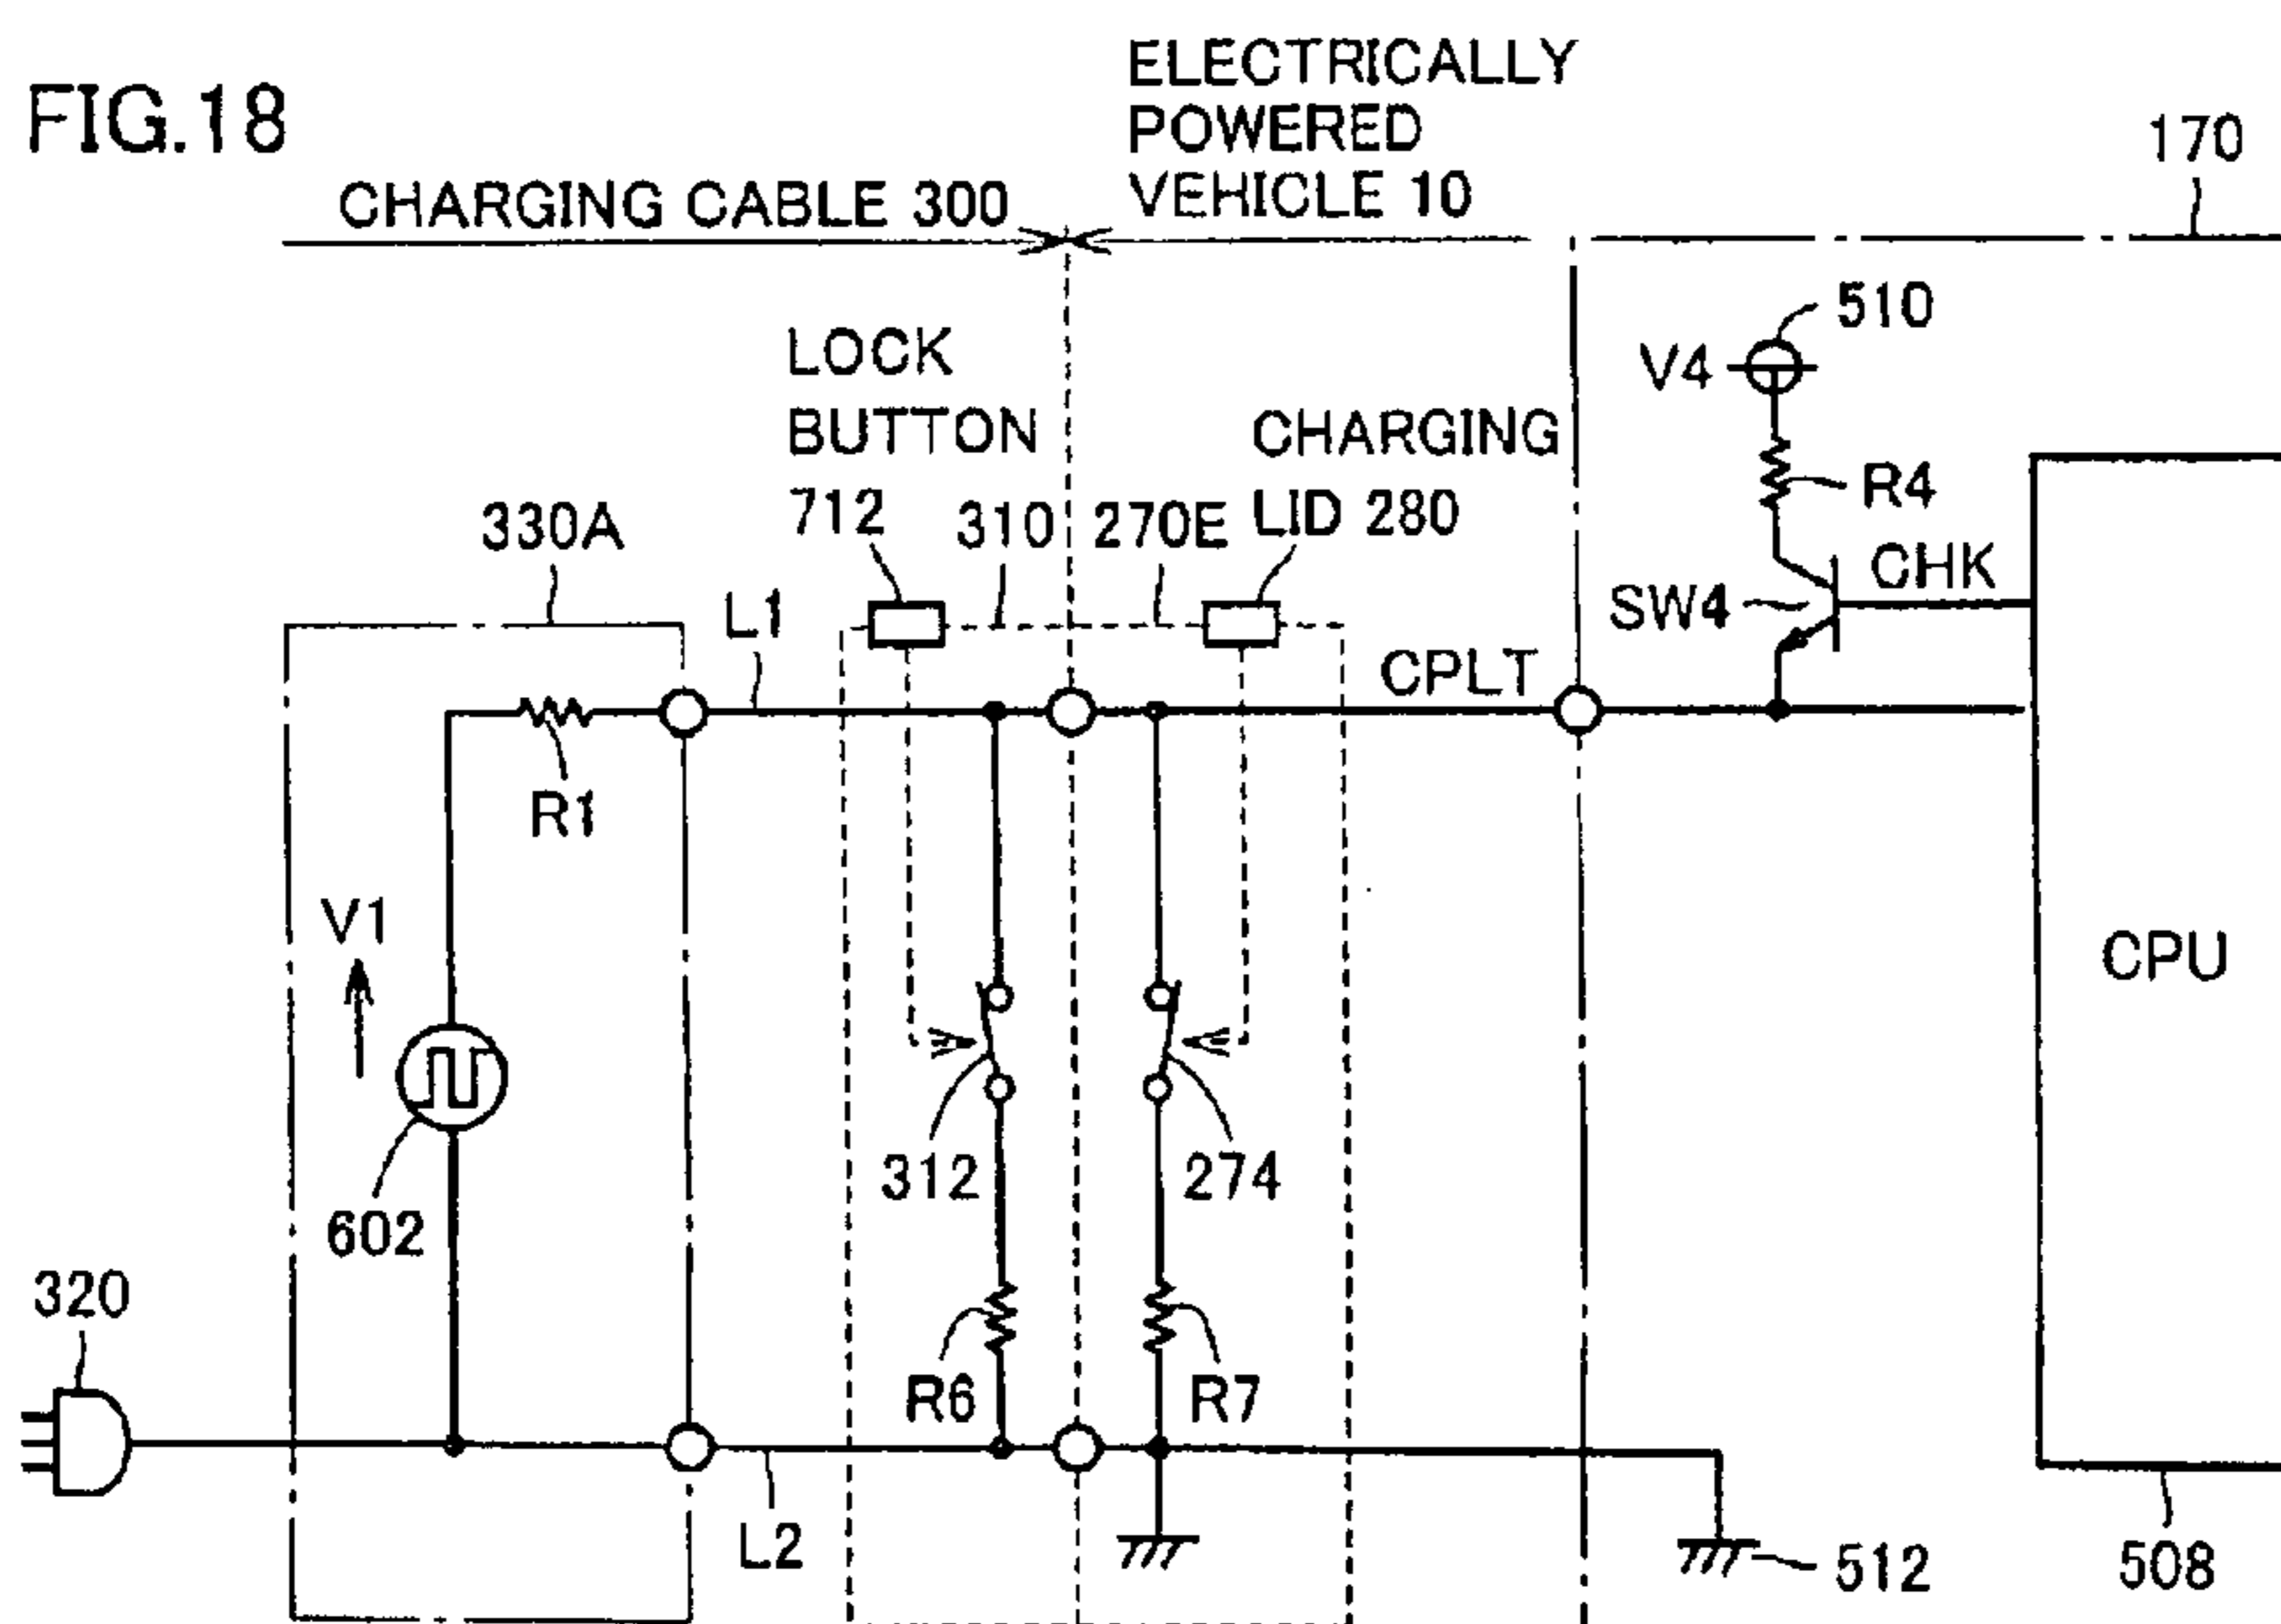 FIG.18
ELECTRICALLY
POWERED
VEHICLE 10
CHARGING CABLE 300
170
510
V4
LOCK
BUTTON
712
CHARGING
LID 280
R4
330A
310
270E
CHK
SW4
L1
CPLT
R1
V1
CPU
312
274
602
320
R6
R7
L2
512
508